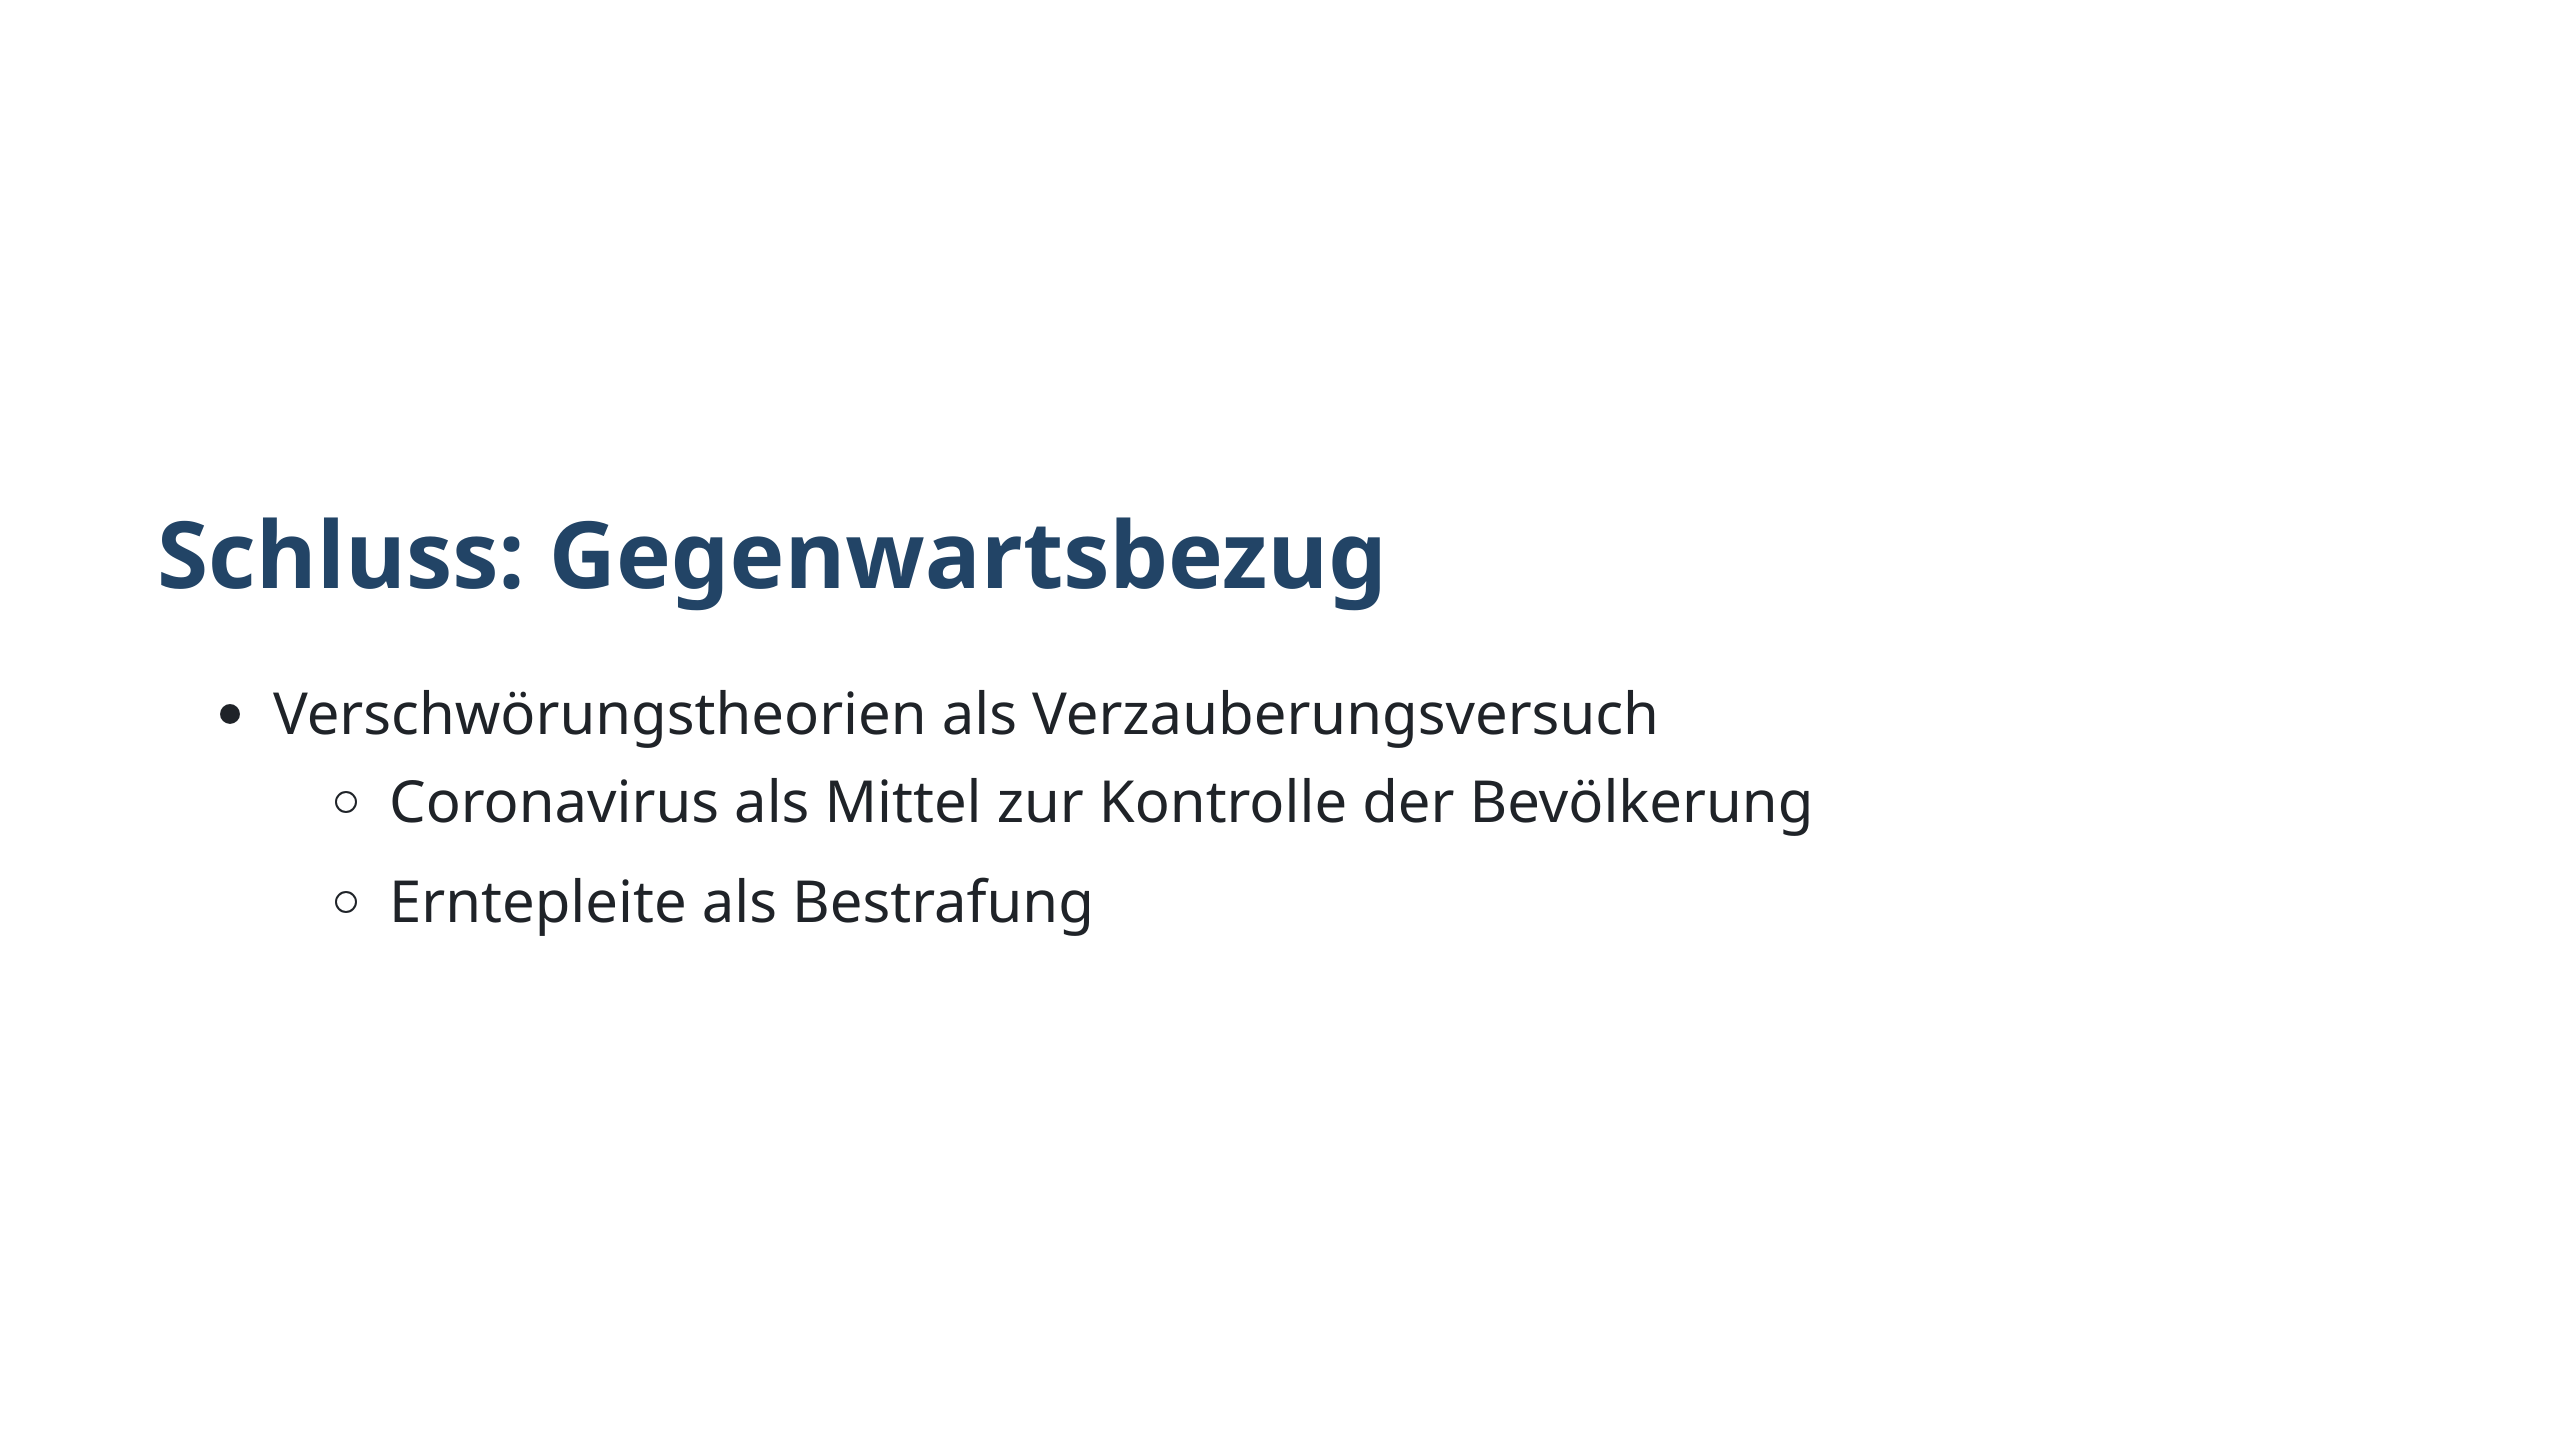 Schluss: Gegenwartsbezug
• Verschwörungstheorien als Verzauberungsversuch
○ Coronavirus als Mittel zur Kontrolle der Bevölkerung
○ Erntepleite als Bestrafung